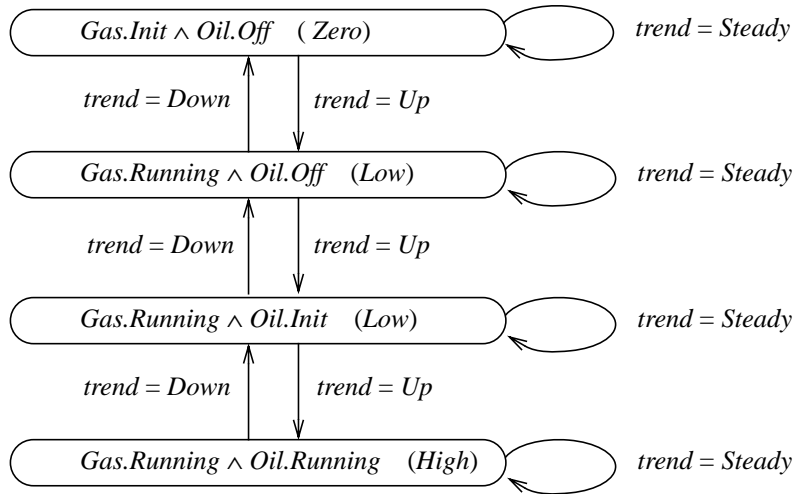 Gas.Init ∧ Oil.Off ( Zero)
trend = Steady
trend = Down
trend = Up
Gas.Running ∧ Oil.Off (Low)
trend = Steady
trend = Down
trend = Up
Gas.Running ∧ Oil.Init (Low)
trend = Steady
trend = Down
trend = Up
Gas.Running ∧ Oil.Running (High)
trend = Steady